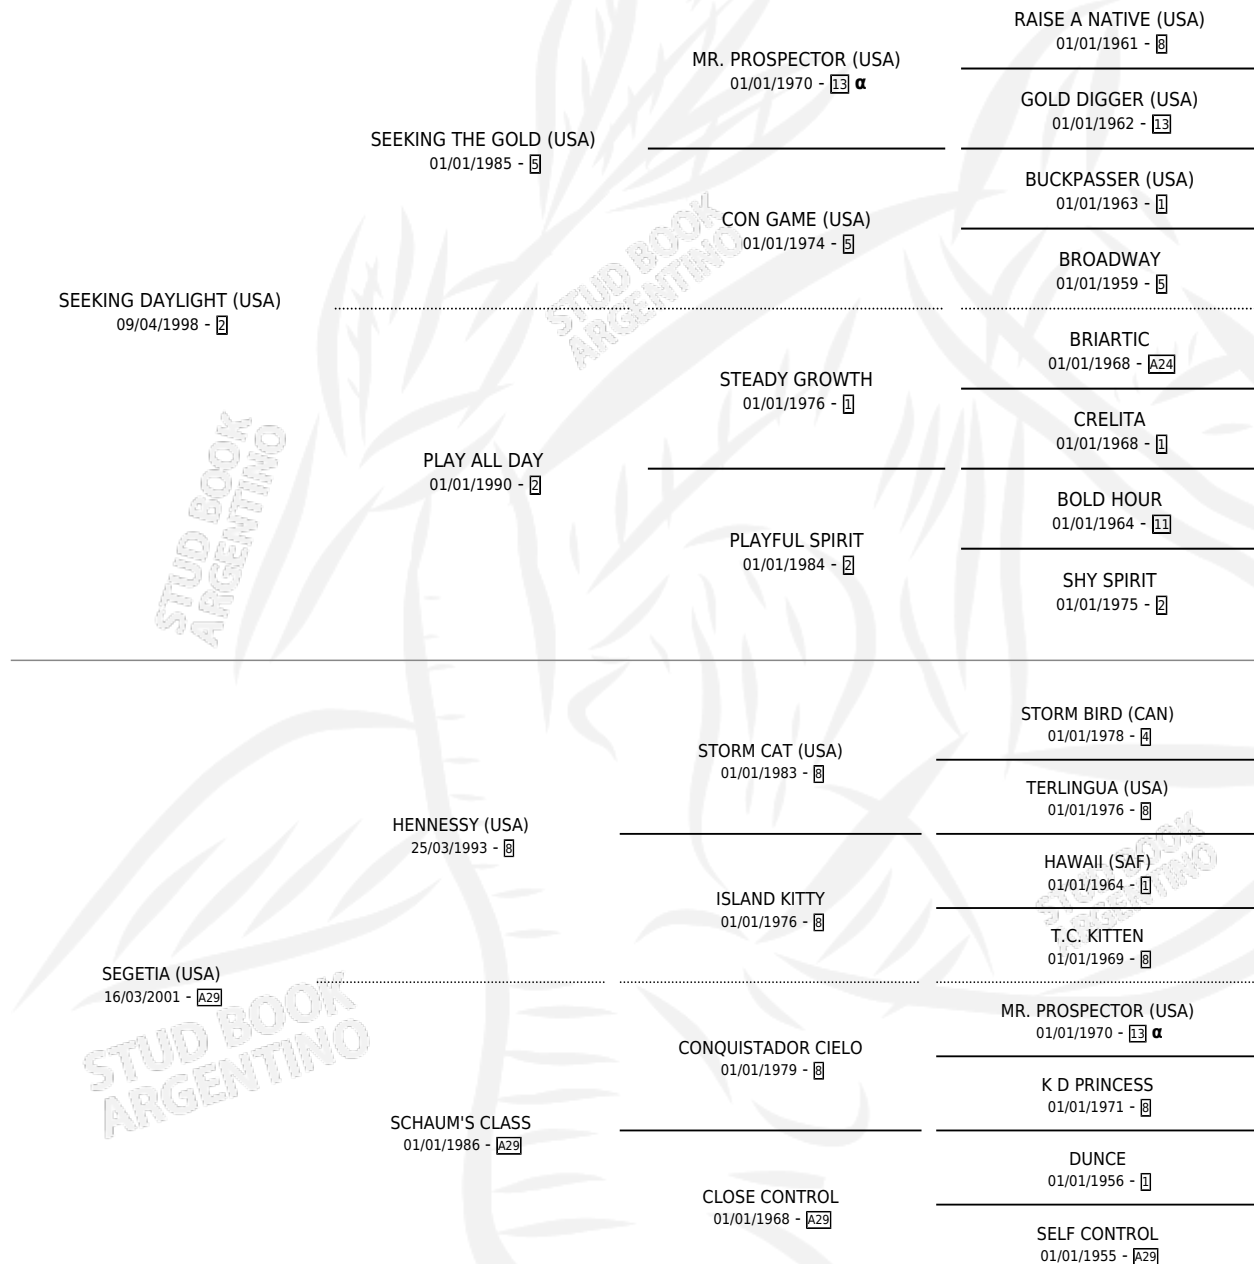 RAISE A NATIVE (USA)
01/01/1961 - 8
MR. PROSPECTOR (USA)
01/01/1970 - 13 α
GOLD DIGGER (USA)
01/01/1962 - 13
SEEKING THE GOLD (USA)
01/01/1985 - 5
BUCKPASSER (USA)
01/01/1963 - 1
CON GAME (USA)
01/01/1974 - 5
BROADWAY
01/01/1959 - 5
SEEKING DAYLIGHT (USA)
09/04/1998 - 2
BRIARTIC
01/01/1968 - A24
STEADY GROWTH
01/01/1976 - 1
CRELITA
01/01/1968 - 1
PLAY ALL DAY
01/01/1990 - 2
BOLD HOUR
01/01/1964 - 11
PLAYFUL SPIRIT
01/01/1984 - 2
SHY SPIRIT
01/01/1975 - 2
STORM BIRD (CAN)
01/01/1978 - 4
STORM CAT (USA)
01/01/1983 - 8
TERLINGUA (USA)
01/01/1976 - 8
HENNESSY (USA)
25/03/1993 - 8
HAWAII (SAF)
01/01/1964 - 1
ISLAND KITTY
01/01/1976 - 8
T.C. KITTEN
01/01/1969 - 8
SEGETIA (USA)
16/03/2001 - A29
MR. PROSPECTOR (USA)
01/01/1970 - 13 α
CONQUISTADOR CIELO
01/01/1979 - 8
K D PRINCESS
01/01/1971 - 8
SCHAUM'S CLASS
01/01/1986 - A29
DUNCE
01/01/1956 - 1
CLOSE CONTROL
01/01/1968 - A29
SELF CONTROL
01/01/1955 - A29
STUD BOOK
ARGENTINO
STUD BOOK
ARGENTINO
STUD BOOK
ARGENTINO
STUD BOOK
ARGENTINO